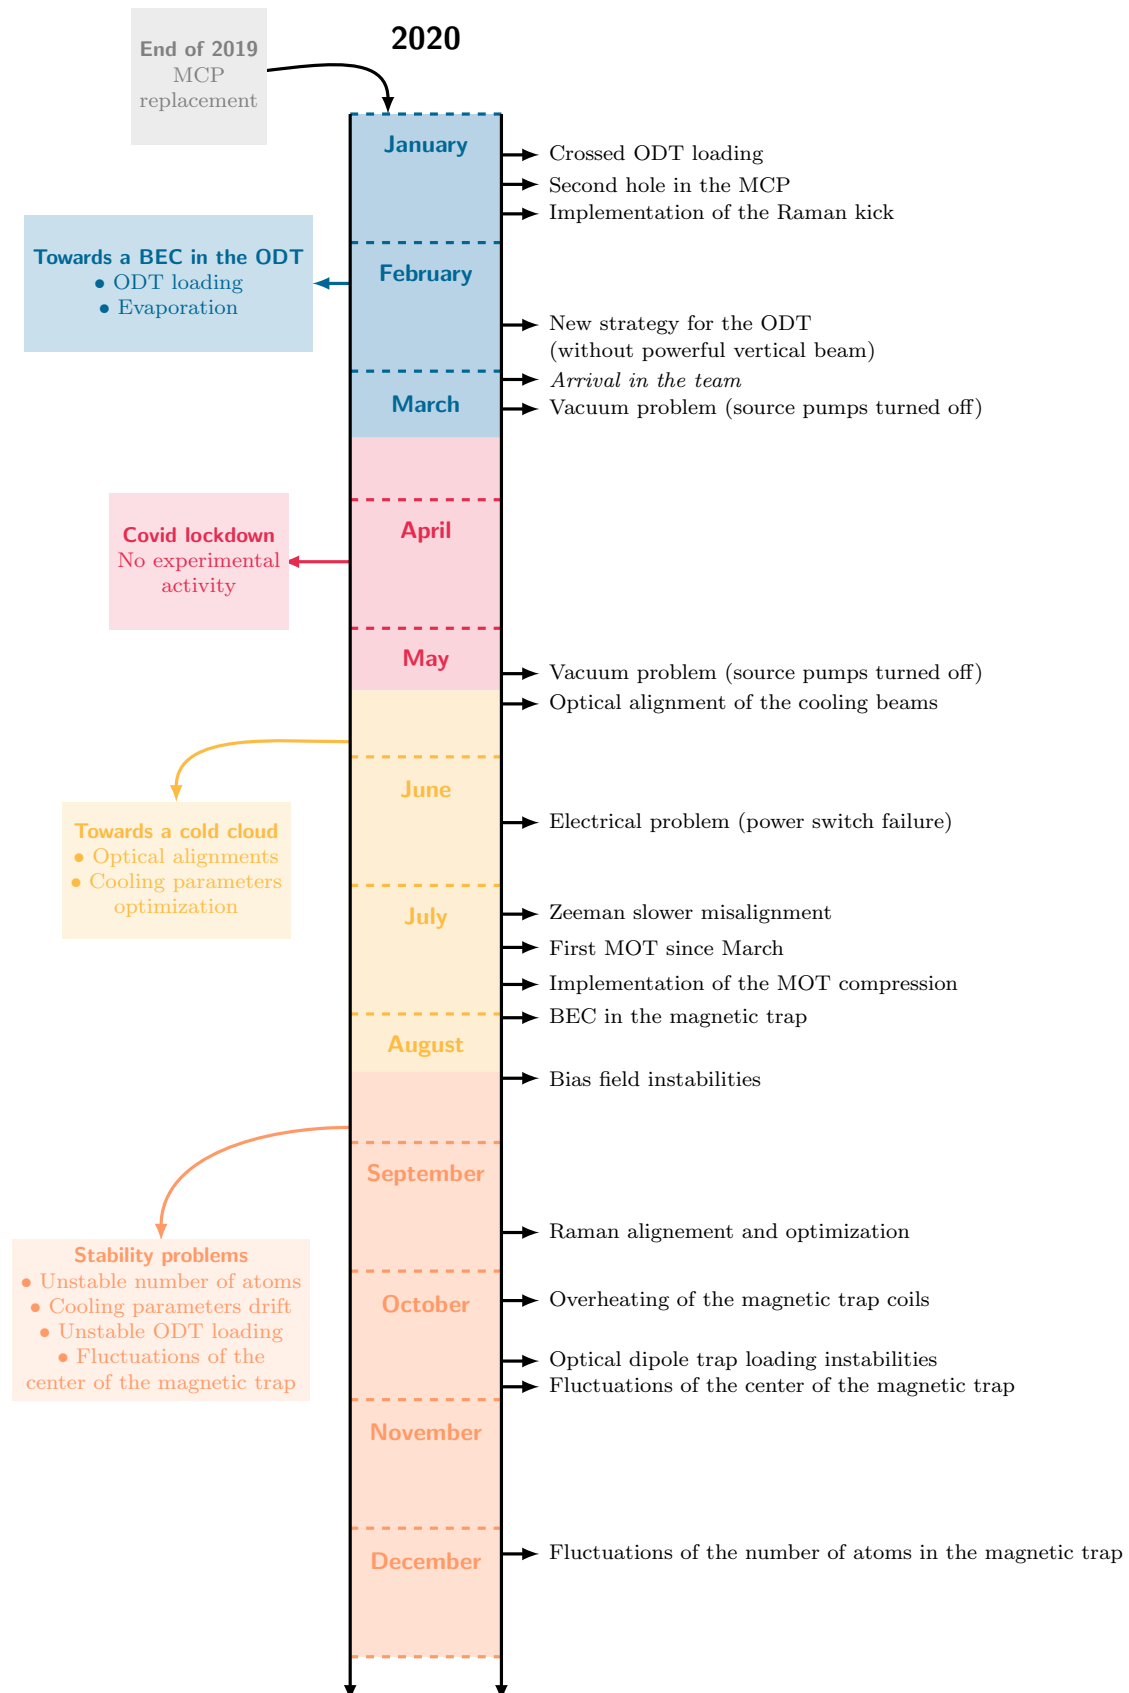 2020
End of 2019
MCP
replacement
January
Crossed ODT loading
Second hole in the MCP
Implementation of the Raman kick
Towards a BEC in the ODT
• ODT loading
• Evaporation
February
New strategy for the ODT
(without powerful vertical beam)
Arrival in the team
March
Vacuum problem (source pumps turned off)
Covid lockdown
No experimental
activity
April
May
Vacuum problem (source pumps turned off)
Optical alignment of the cooling beams
June
Electrical problem (power switch failure)
Towards a cold cloud
• Optical alignments
• Cooling parameters
optimization
July
Zeeman slower misalignment
First MOT since March
Implementation of the MOT compression
BEC in the magnetic trap
August
Bias field instabilities
September
Raman alignement and optimization
Stability problems
• Unstable number of atoms
• Cooling parameters drift
• Unstable ODT loading
• Fluctuations of the
center of the magnetic trap
October
Overheating of the magnetic trap coils
Optical dipole trap loading instabilities
Fluctuations of the center of the magnetic trap
November
December
Fluctuations of the number of atoms in the magnetic trap